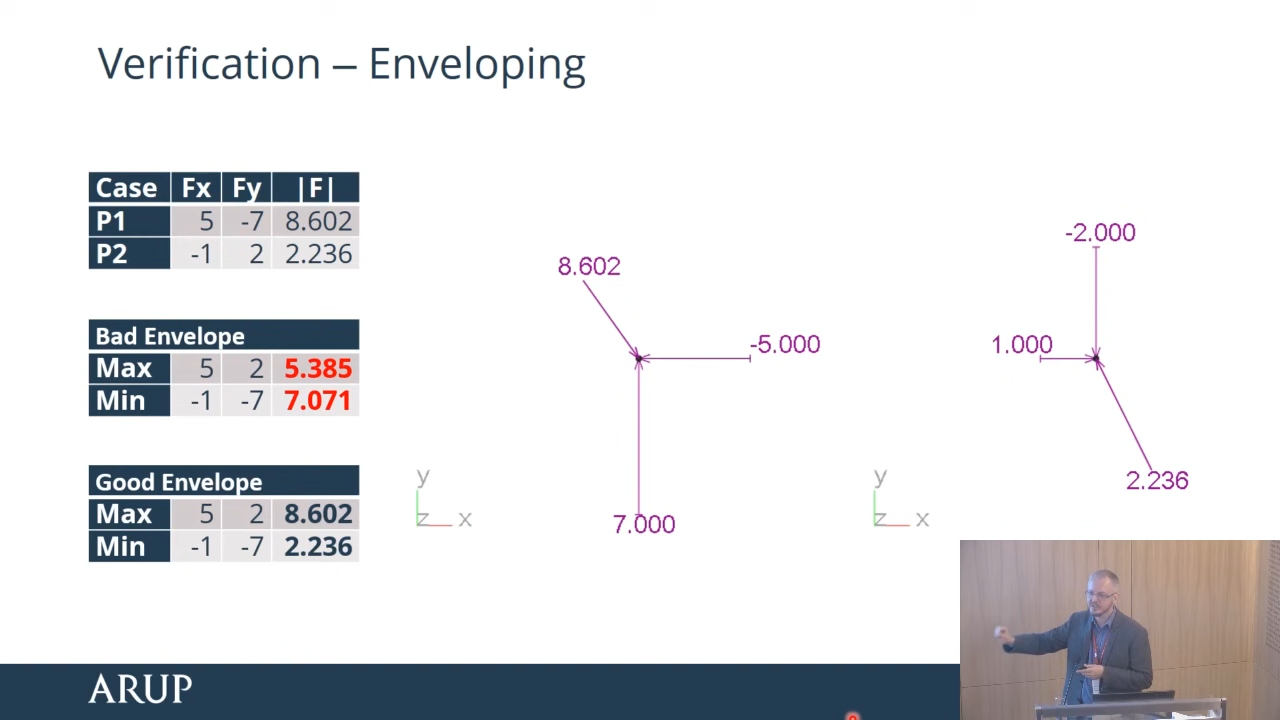 Verification – Enveloping
Case Fx Fy |F|
P1 5 -7 8.602
P2 -1 2 2.236
Bad Envelope
Max 5 2 5.385
Min -1 -7 7.071
Good Envelope
Max 5 2 8.602
Min -1 -7 2.236
8.602
-5.000
7.000
y
z x
-2.000
1.000
2.236
y
z x
ARUP